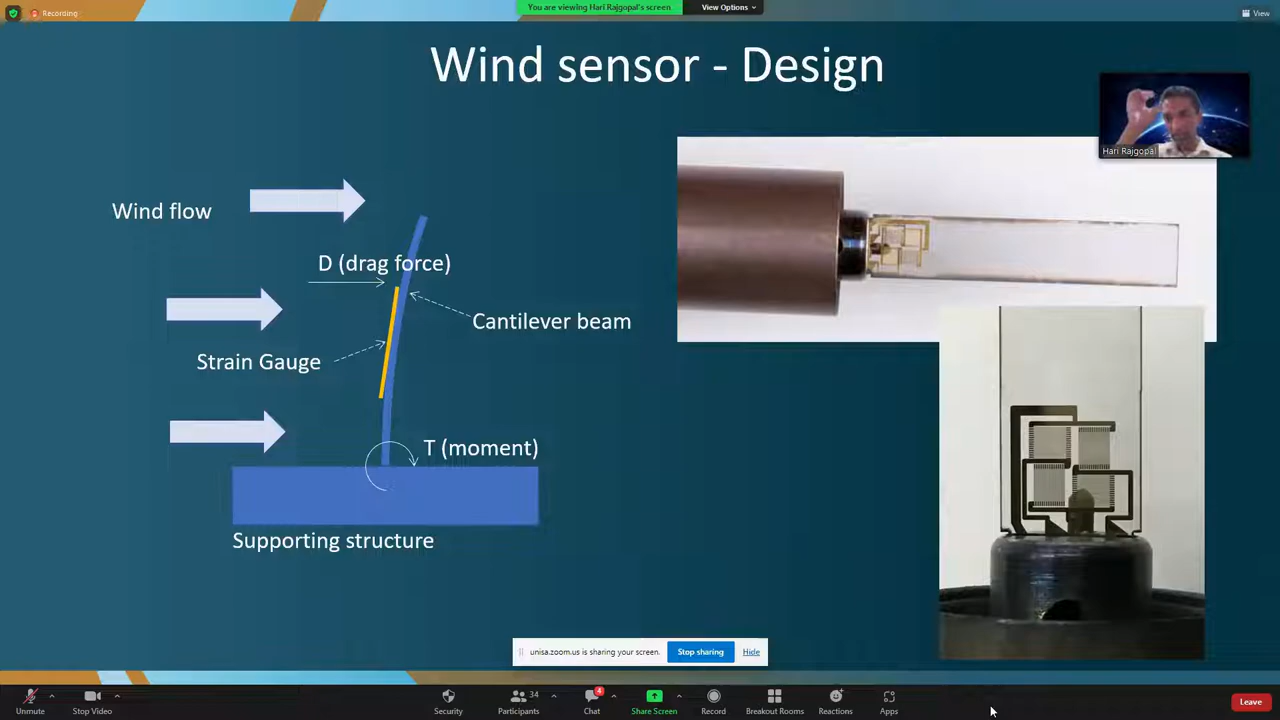 Recording
You are viewing Hari Rajgopal's screen
View Options
View
Wind sensor - Design
Hari Rajgopal
Wind flow
D (drag force)
Cantilever beam
Strain Gauge
T (moment)
Supporting structure
unisa.zoom.us is sharing your screen.
Stop sharing
Hide
Unmute
Stop Video
Security
34
Participants
4
Chat
Share Screen
Record
Breakout Rooms
Reactions
Apps
Leave